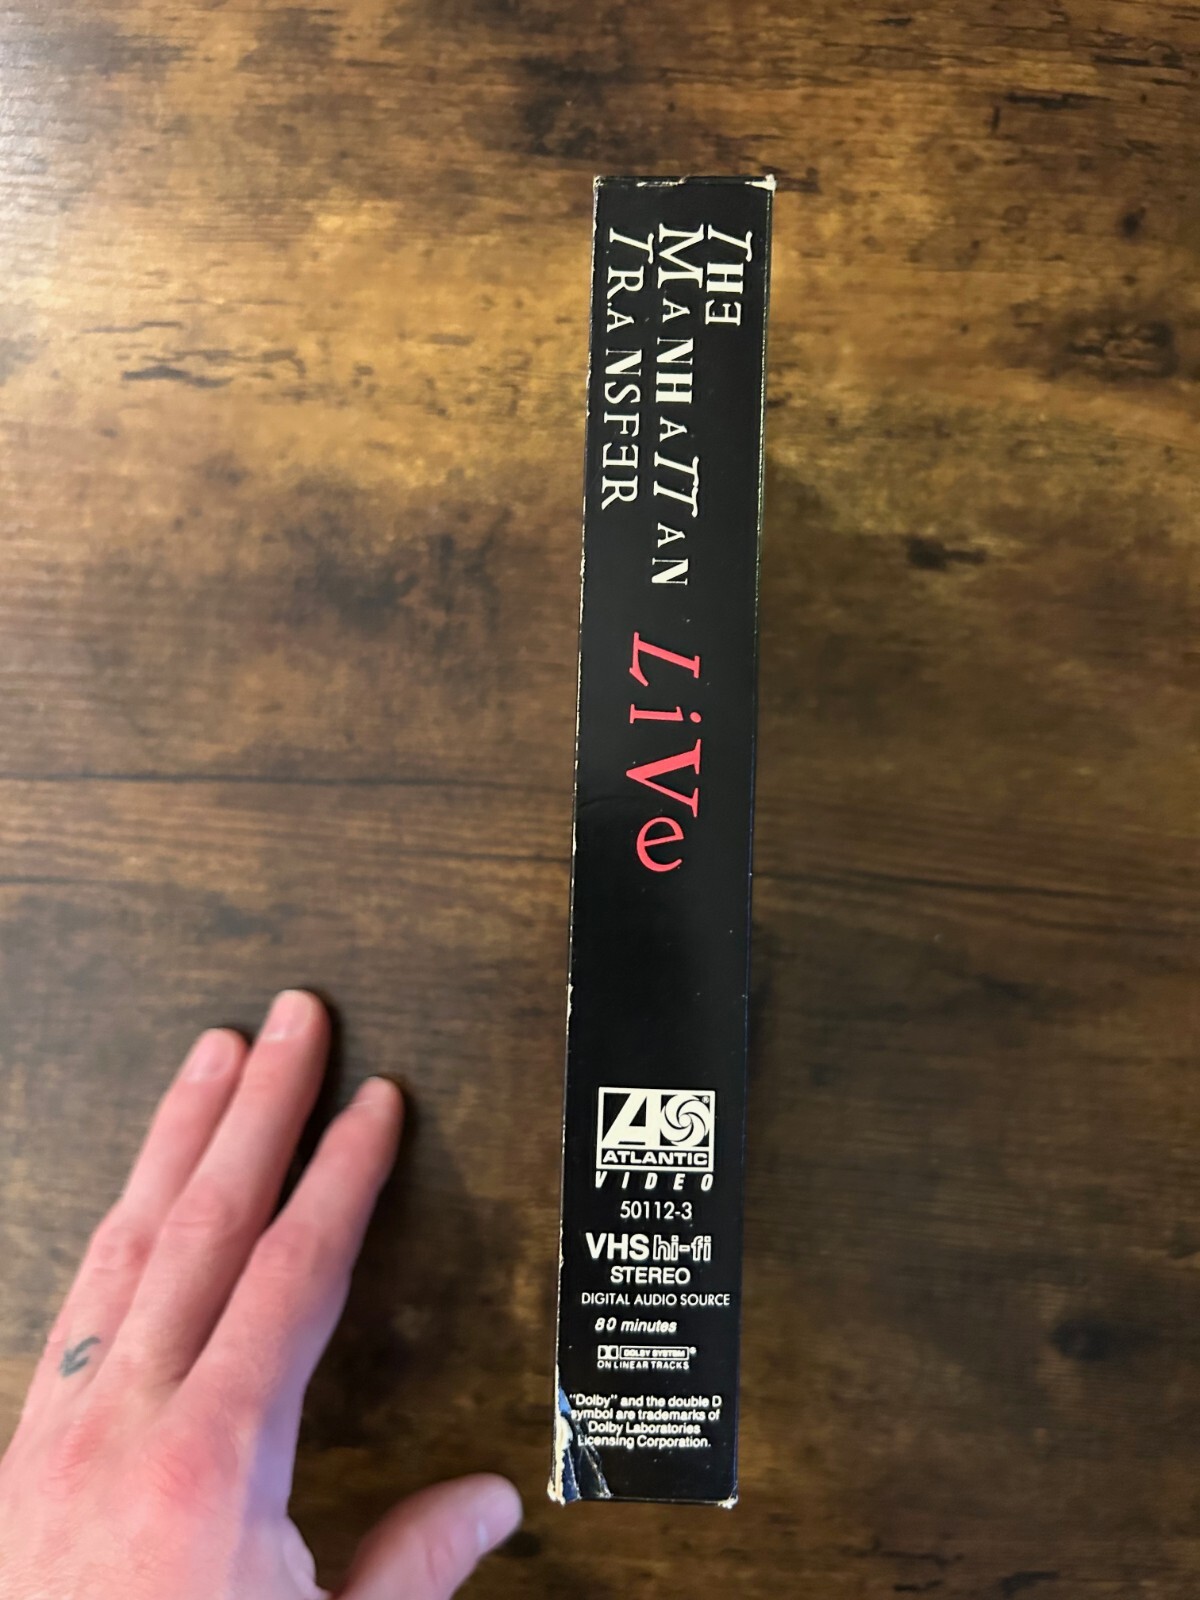 THE
MANHATTAN
TRANSFER
LiVe
ATLANTIC
VIDEO
50112-3
VHS hi-fi
STEREO
DIGITAL AUDIO SOURCE
80 minutes
DOLBY SYSTEM®
ON LINEAR TRACKS
"Dolby" and the double D
symbol are trademarks of
Dolby Laboratories
Licensing Corporation.